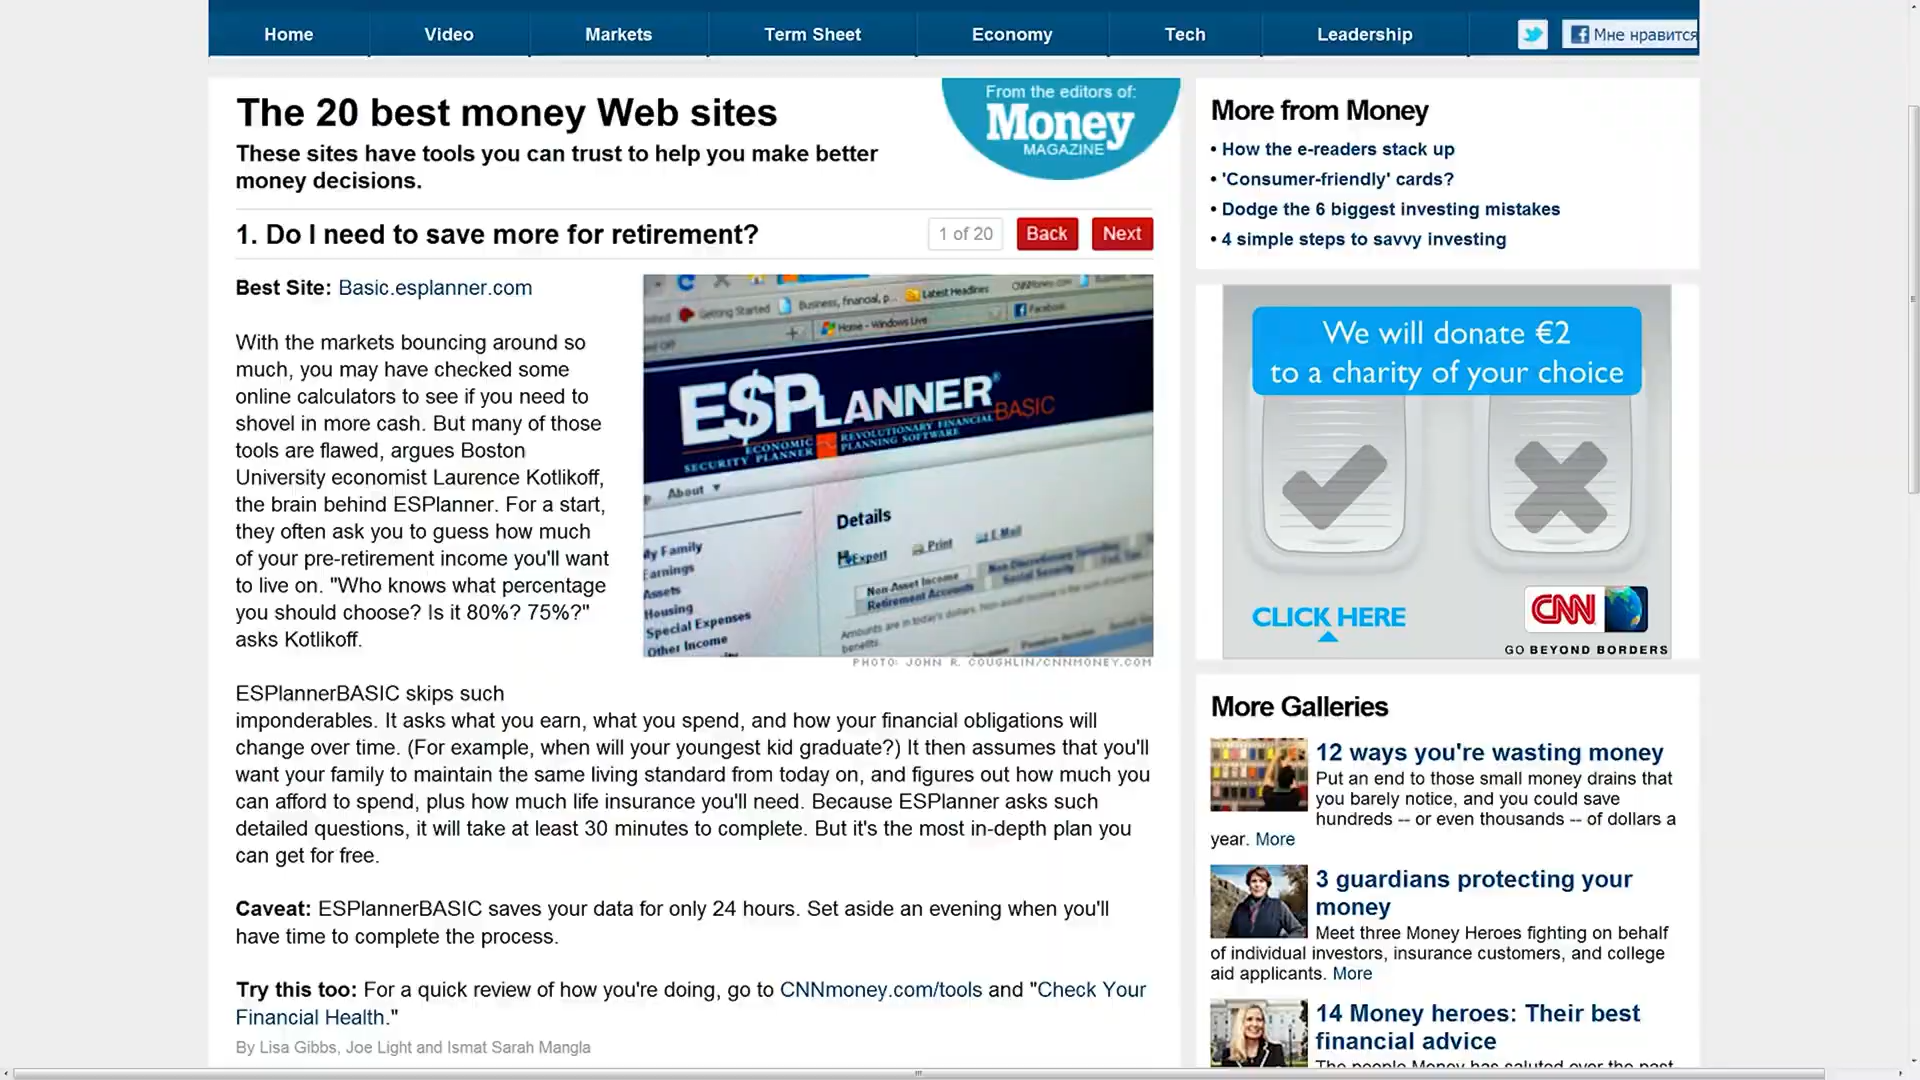 Home
Video
Markets
Term Sheet
Economy
Tech
Leadership
Мне нравится
The 20 best money Web sites
These sites have tools you can trust to help you make better
money decisions.
From the editors of:
Money
MAGAZINE
1. Do I need to save more for retirement?
1 of 20
Back
Next
Best Site: Basic.esplanner.com
With the markets bouncing around so
much, you may have checked some
online calculators to see if you need to
shovel in more cash. But many of those
tools are flawed, argues Boston
University economist Laurence Kotlikoff,
the brain behind ESPlanner. For a start,
they often ask you to guess how much
of your pre-retirement income you'll want
to live on. "Who knows what percentage
you should choose? Is it 80%? 75%?"
asks Kotlikoff.
Getting Started
Business, financial, p...
Latest Headlines
CNNMoney.com
Home - Windows Live
Facebook
E$PLANNER® BASIC
ECONOMIC
SECURITY PLANNER
REVOLUTIONARY FINANCIAL
PLANNING SOFTWARE
About ▼
My Family
Earnings
Assets
Housing
Special Expenses
Other Income
Details
Export
Print
E-Mail
Non-Asset Income
Retirement Accounts
Social Security
Amounts are in today's dollars.
benefits.
PHOTO: JOHN R. COUGHLIN/CNNMONEY.COM
ESPlannerBASIC skips such
imponderables. It asks what you earn, what you spend, and how your financial obligations will
change over time. (For example, when will your youngest kid graduate?) It then assumes that you'll
want your family to maintain the same living standard from today on, and figures out how much you
can afford to spend, plus how much life insurance you'll need. Because ESPlanner asks such
detailed questions, it will take at least 30 minutes to complete. But it's the most in-depth plan you
can get for free.
Caveat: ESPlannerBASIC saves your data for only 24 hours. Set aside an evening when you'll
have time to complete the process.
Try this too: For a quick review of how you're doing, go to CNNmoney.com/tools and "Check Your
Financial Health."
By Lisa Gibbs, Joe Light and Ismat Sarah Mangla
More from Money
• How the e-readers stack up
• 'Consumer-friendly' cards?
• Dodge the 6 biggest investing mistakes
• 4 simple steps to savvy investing
We will donate €2
to a charity of your choice
CLICK HERE
CNN
GO BEYOND BORDERS
More Galleries
12 ways you're wasting money
Put an end to those small money drains that
you barely notice, and you could save
hundreds -- or even thousands -- of dollars a
year. More
3 guardians protecting your
money
Meet three Money Heroes fighting on behalf
of individual investors, insurance customers, and college
aid applicants. More
14 Money heroes: Their best
financial advice
The people Money has saluted over the past